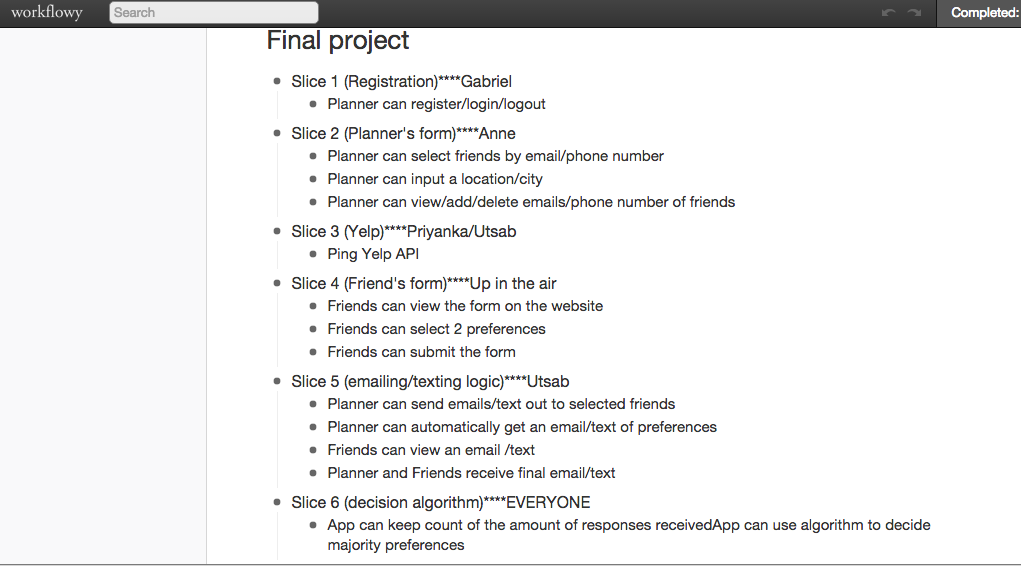 workflowy
Search
Completed:
Final project
Slice 1 (Registration)****Gabriel
Planner can register/login/logout
Slice 2 (Planner's form)****Anne
Planner can select friends by email/phone number
Planner can input a location/city
Planner can view/add/delete emails/phone number of friends
Slice 3 (Yelp)****Priyanka/Utsab
Ping Yelp API
Slice 4 (Friend's form)****Up in the air
Friends can view the form on the website
Friends can select 2 preferences
Friends can submit the form
Slice 5 (emailing/texting logic)****Utsab
Planner can send emails/text out to selected friends
Planner can automatically get an email/text of preferences
Friends can view an email /text
Planner and Friends receive final email/text
Slice 6 (decision algorithm)****EVERYONE
App can keep count of the amount of responses receivedApp can use algorithm to decide
majority preferences